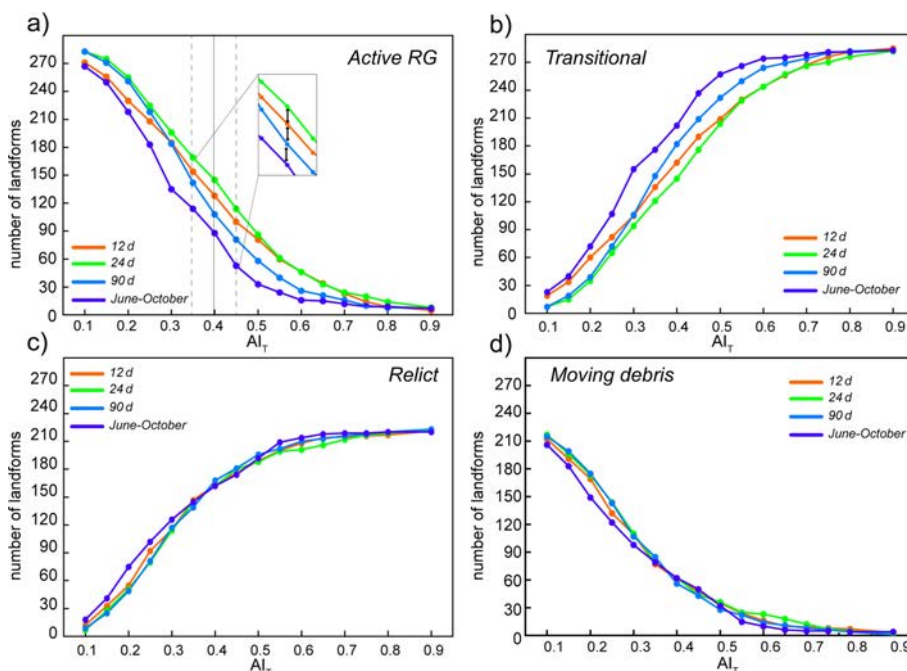 a)
Active RG
number of landforms
270
240
210
180
150
120
90
60
30
0
12 d
24 d
90 d
June-October
0.1 0.2 0.3 0.4 0.5 0.6 0.7 0.8 0.9
AI_T
b)
Transitional
number of landforms
270
240
210
180
150
120
90
60
30
0
12 d
24 d
90 d
June-October
0.1 0.2 0.3 0.4 0.5 0.6 0.7 0.8 0.9
AI_T
c)
Relict
number of landforms
270
240
210
180
150
120
90
60
30
0
12 d
24 d
90 d
June-October
0.1 0.2 0.3 0.4 0.5 0.6 0.7 0.8 0.9
AI_T
d)
Moving debris
number of landforms
270
240
210
180
150
120
90
60
30
0
12 d
24 d
90 d
June-October
0.1 0.2 0.3 0.4 0.5 0.6 0.7 0.8 0.9
AI_T